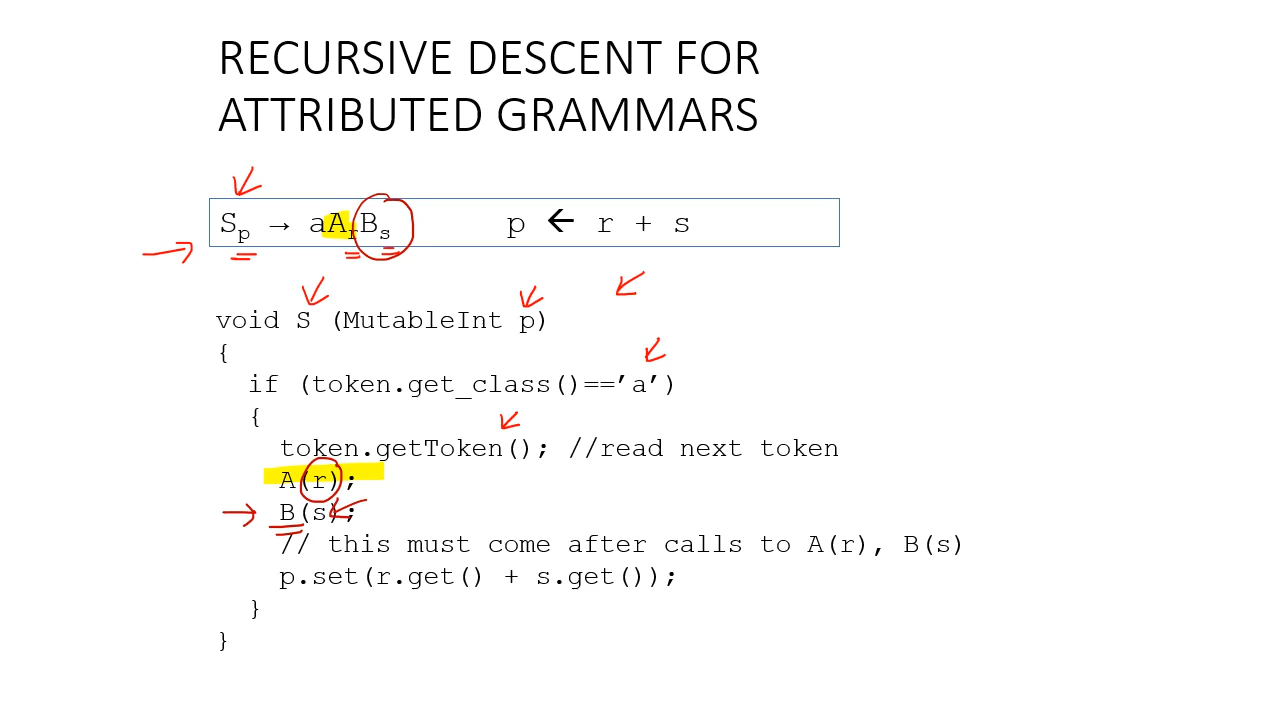 RECURSIVE DESCENT FOR
ATTRIBUTED GRAMMARS
Sp → aArBs p ← r + s
void S (MutableInt p)
{
if (token.get_class()==’a’)
{
token.getToken(); //read next token
A(r);
B(s);
// this must come after calls to A(r), B(s)
p.set(r.get() + s.get());
}
}